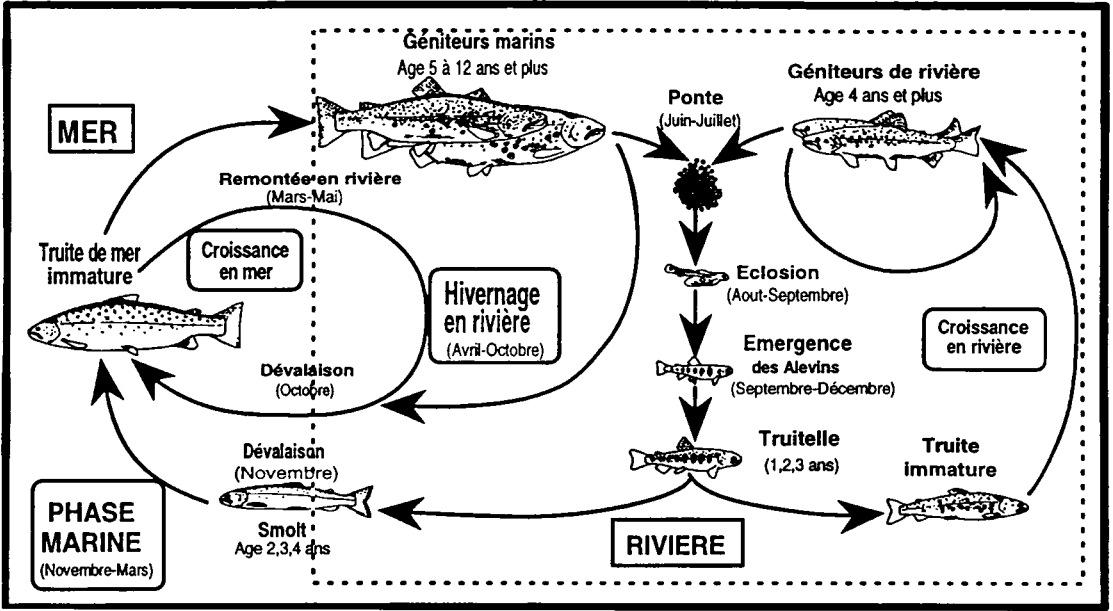 Géniteurs marins
Age 5 à 12 ans et plus
Géniteurs de rivière
Age 4 ans et plus
Ponte
(Juin-Juillet)
MER
Remontée en rivière
(Mars-Mai)
Truite de mer
immature
Croissance
en mer
Hivernage
en rivière
(Avril-Octobre)
Eclosion
(Aout-Septembre)
Croissance
en rivière
Emergence
des Alevins
(Septembre-Décembre)
Dévalaison
(Octobre)
Truitelle
(1,2,3 ans)
Truite
immature
Dévalaison
(Novembre)
Smolt
Age 2,3,4 ans
PHASE
MARINE
(Novembre-Mars)
RIVIERE